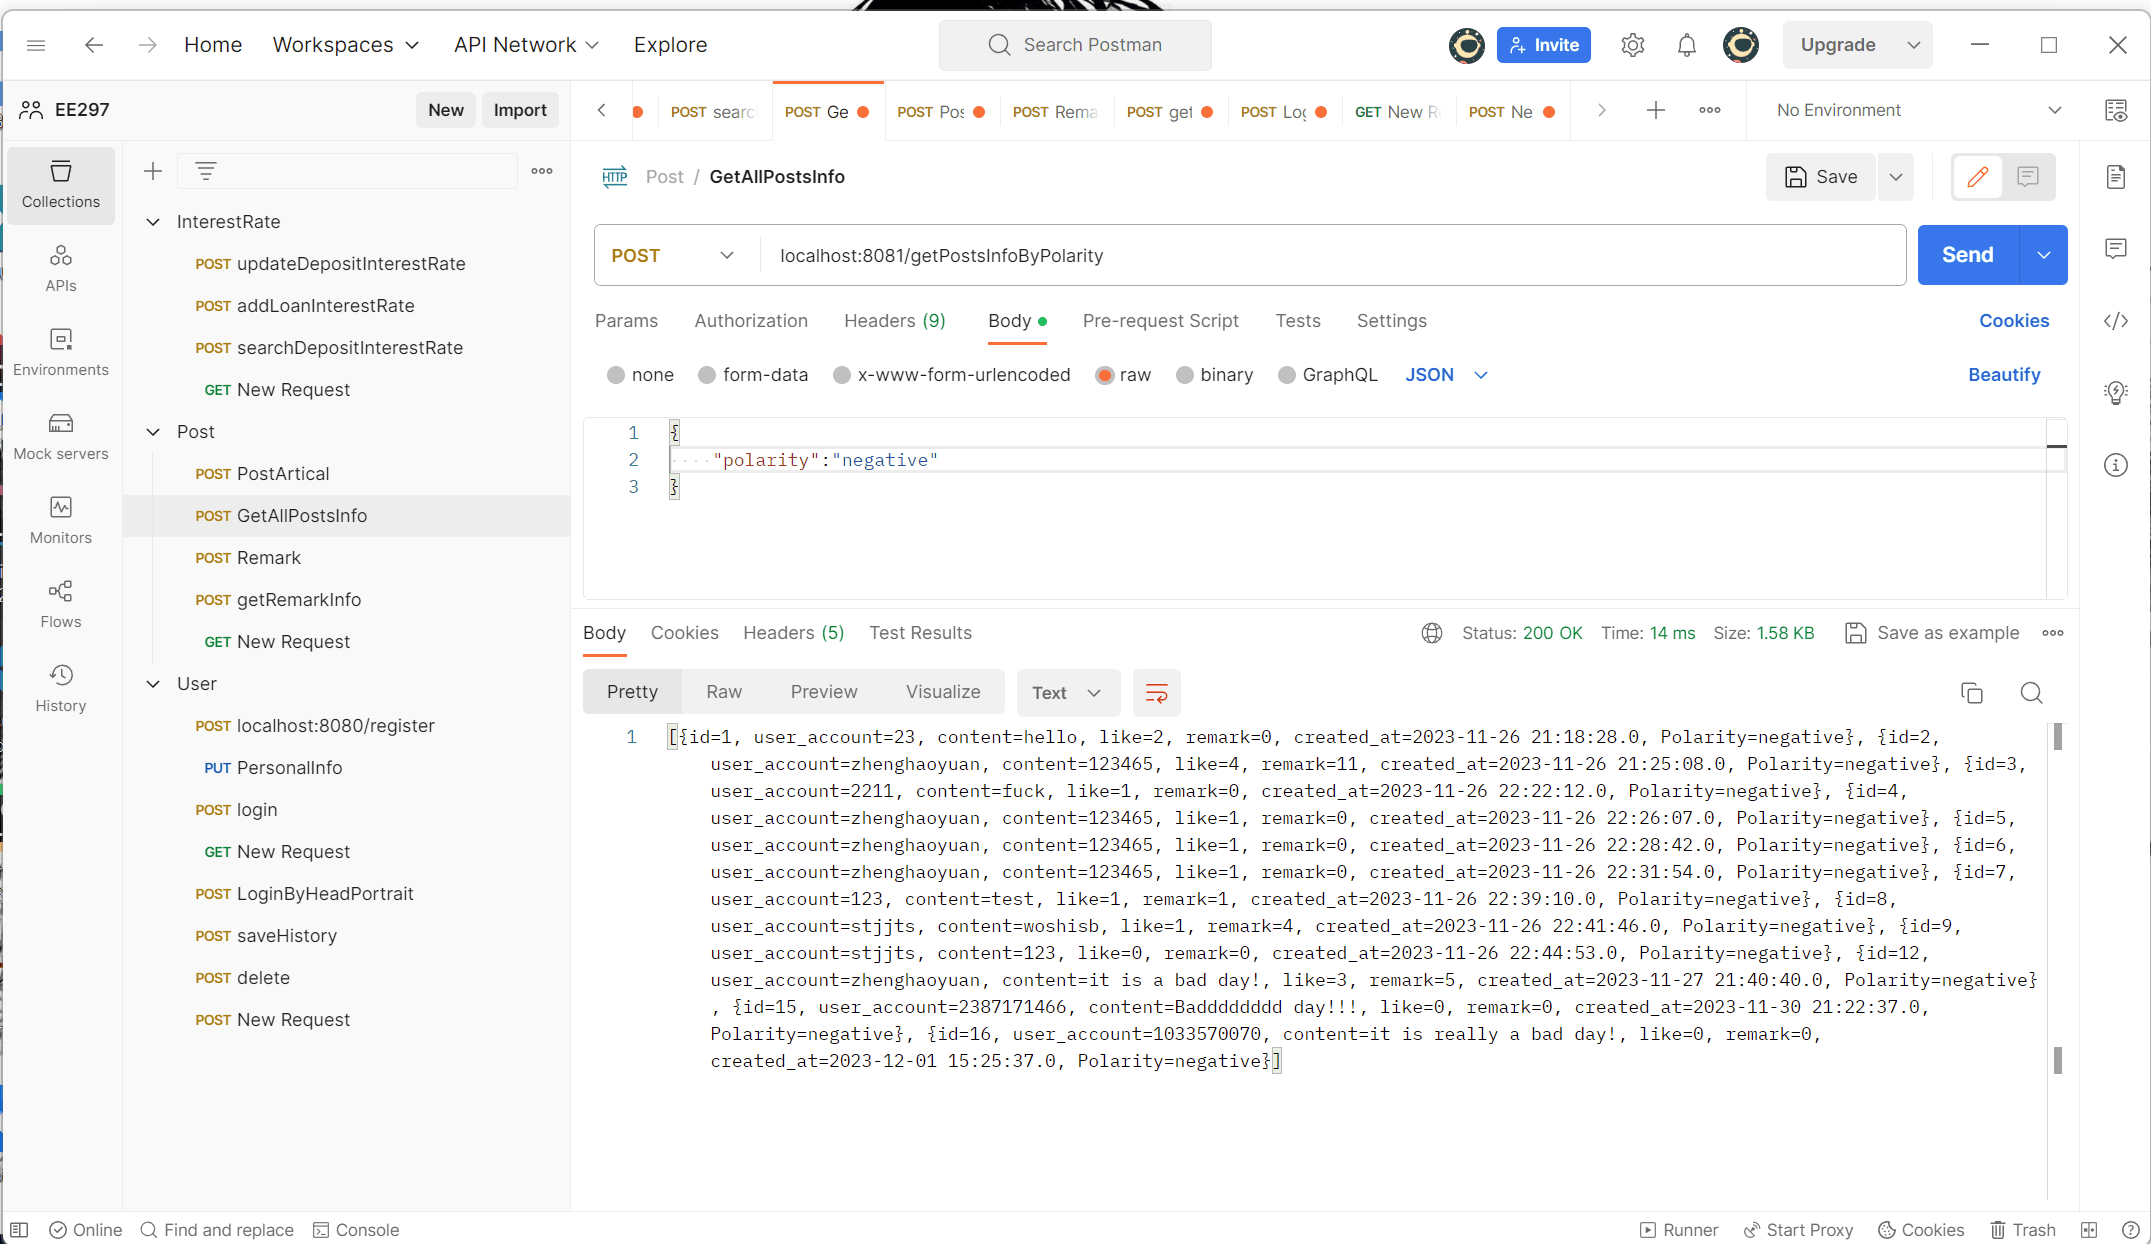 Home Workspaces API Network Explore Search Postman Invite Upgrade
EE297 New Import POST searc POST Ge POST Pos POST Rema POST get POST Log GET New R POST Ne No Environment
Collections
APIs
Environments
Mock servers
Monitors
Flows
History
InterestRate
POST updateDepositInterestRate
POST addLoanInterestRate
POST searchDepositInterestRate
GET New Request
Post
POST PostArtical
POST GetAllPostsInfo
POST Remark
POST getRemarkInfo
GET New Request
User
POST localhost:8080/register
PUT PersonalInfo
POST login
GET New Request
POST LoginByHeadPortrait
POST saveHistory
POST delete
POST New Request
HTTP Post / GetAllPostsInfo Save
POST localhost:8081/getPostsInfoByPolarity Send
Params Authorization Headers (9) Body Pre-request Script Tests Settings Cookies
none form-data x-www-form-urlencoded raw binary GraphQL JSON Beautify
1 {
2 "polarity":"negative"
3 }
Body Cookies Headers (5) Test Results Status: 200 OK Time: 14 ms Size: 1.58 KB Save as example
Pretty Raw Preview Visualize Text
1 [{id=1, user_account=23, content=hello, like=2, remark=0, created_at=2023-11-26 21:18:28.0, Polarity=negative}, {id=2,
user_account=zhenghaoyuan, content=123465, like=4, remark=11, created_at=2023-11-26 21:25:08.0, Polarity=negative}, {id=3,
user_account=2211, content=fuck, like=1, remark=0, created_at=2023-11-26 22:22:12.0, Polarity=negative}, {id=4,
user_account=zhenghaoyuan, content=123465, like=1, remark=0, created_at=2023-11-26 22:26:07.0, Polarity=negative}, {id=5,
user_account=zhenghaoyuan, content=123465, like=1, remark=0, created_at=2023-11-26 22:28:42.0, Polarity=negative}, {id=6,
user_account=zhenghaoyuan, content=123465, like=1, remark=0, created_at=2023-11-26 22:31:54.0, Polarity=negative}, {id=7,
user_account=123, content=test, like=1, remark=1, created_at=2023-11-26 22:39:10.0, Polarity=negative}, {id=8,
user_account=stjjts, content=woshisb, like=1, remark=4, created_at=2023-11-26 22:41:46.0, Polarity=negative}, {id=9,
user_account=stjjts, content=123, like=0, remark=0, created_at=2023-11-26 22:44:53.0, Polarity=negative}, {id=12,
user_account=zhenghaoyuan, content=it is a bad day!, like=3, remark=5, created_at=2023-11-27 21:40:40.0, Polarity=negative}
, {id=15, user_account=2387171466, content=Badddddddd day!!!, like=0, remark=0, created_at=2023-11-30 21:22:37.0,
Polarity=negative}, {id=16, user_account=1033570070, content=it is really a bad day!, like=0, remark=0,
created_at=2023-12-01 15:25:37.0, Polarity=negative}]
Online Find and replace Console Runner Start Proxy Cookies Trash